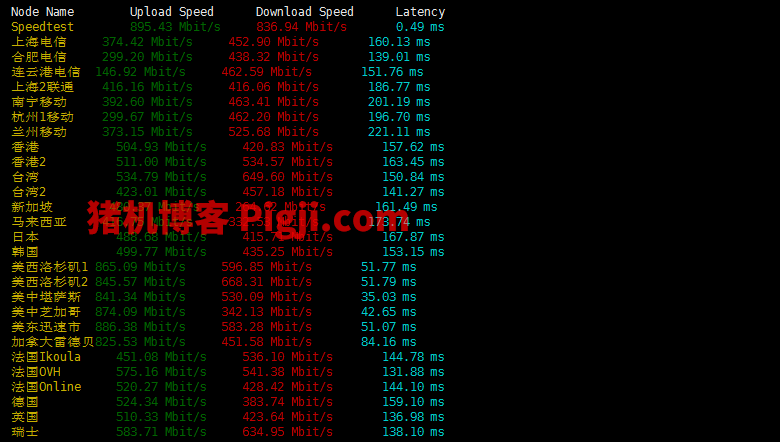 Node Name Upload Speed Download Speed Latency
Speedtest 895.43 Mbit/s 836.94 Mbit/s 0.49 ms
上海电信 374.42 Mbit/s 452.90 Mbit/s 160.13 ms
合肥电信 299.20 Mbit/s 438.32 Mbit/s 139.01 ms
连云港电信 146.92 Mbit/s 462.59 Mbit/s 151.76 ms
上海2联通 416.16 Mbit/s 416.06 Mbit/s 186.77 ms
南宁移动 392.60 Mbit/s 463.41 Mbit/s 201.19 ms
杭州1移动 299.67 Mbit/s 462.20 Mbit/s 196.70 ms
兰州移动 373.15 Mbit/s 525.68 Mbit/s 221.11 ms
香港 504.93 Mbit/s 420.83 Mbit/s 157.62 ms
香港2 511.00 Mbit/s 534.57 Mbit/s 163.45 ms
台湾 534.79 Mbit/s 649.60 Mbit/s 150.84 ms
台湾2 423.01 Mbit/s 457.18 Mbit/s 141.27 ms
新加坡 Mbit/s Mbit/s 161.49 ms
马来西亚 173.74 ms
猪机博客 Pigji.com
日本 488.68 Mbit/s Mbit/s 167.87 ms
韩国 499.77 Mbit/s 435.25 Mbit/s 153.15 ms
美西洛杉矶1 865.09 Mbit/s 596.85 Mbit/s 51.77 ms
美西洛杉矶2 845.57 Mbit/s 668.31 Mbit/s 51.79 ms
美中堪萨斯 841.34 Mbit/s 530.09 Mbit/s 35.03 ms
美中芝加哥 874.09 Mbit/s 342.13 Mbit/s 42.65 ms
美东迅速市 886.38 Mbit/s 583.28 Mbit/s 51.07 ms
加拿大雷德贝 825.53 Mbit/s 451.58 Mbit/s 84.16 ms
法国Ikoula 451.08 Mbit/s 536.10 Mbit/s 144.78 ms
法国OVH 575.16 Mbit/s 541.38 Mbit/s 131.88 ms
法国Online 520.27 Mbit/s 428.42 Mbit/s 144.10 ms
德国 524.34 Mbit/s 383.74 Mbit/s 159.10 ms
英国 510.33 Mbit/s 423.64 Mbit/s 136.98 ms
瑞士 583.71 Mbit/s 634.95 Mbit/s 138.10 ms